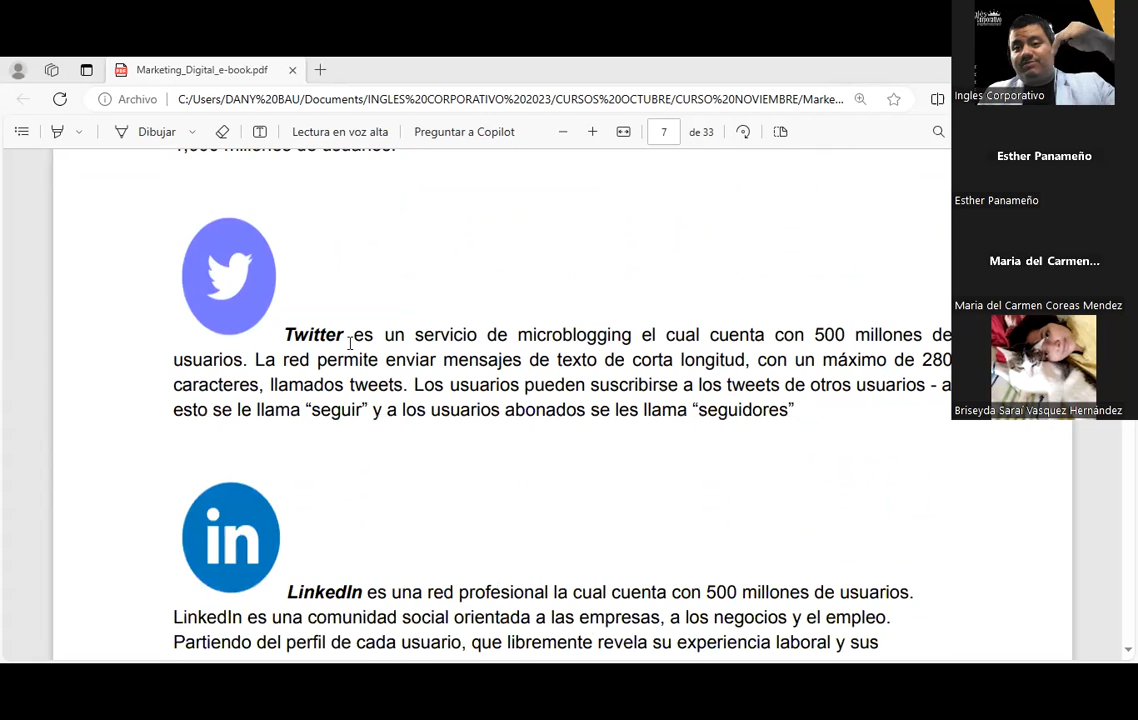 Marketing_Digital_e-book.pdf
Archivo
C:/Users/DANY%20BAU/Documents/INGLES%20CORPORATIVO%202023/CURSOS%20OCTUBRE/CURSO%20NOVIEMBRE/Marke...
Dibujar
Lectura en voz alta
Preguntar a Copilot
7
de 33
Twitter es un servicio de microblogging el cual cuenta con 500 millones de
usuarios. La red permite enviar mensajes de texto de corta longitud, con un máximo de 280
caracteres, llamados tweets. Los usuarios pueden suscribirse a los tweets de otros usuarios - a
esto se le llama “seguir” y a los usuarios abonados se les llama “seguidores”
in
LinkedIn es una red profesional la cual cuenta con 500 millones de usuarios.
LinkedIn es una comunidad social orientada a las empresas, a los negocios y el empleo.
Partiendo del perfil de cada usuario, que libremente revela su experiencia laboral y sus
Ingles Corporativo
Esther Panameño
Esther Panameño
Maria del Carmen...
Maria del Carmen Coreas Mendez
Briseyda Saraí Vasquez Hernández